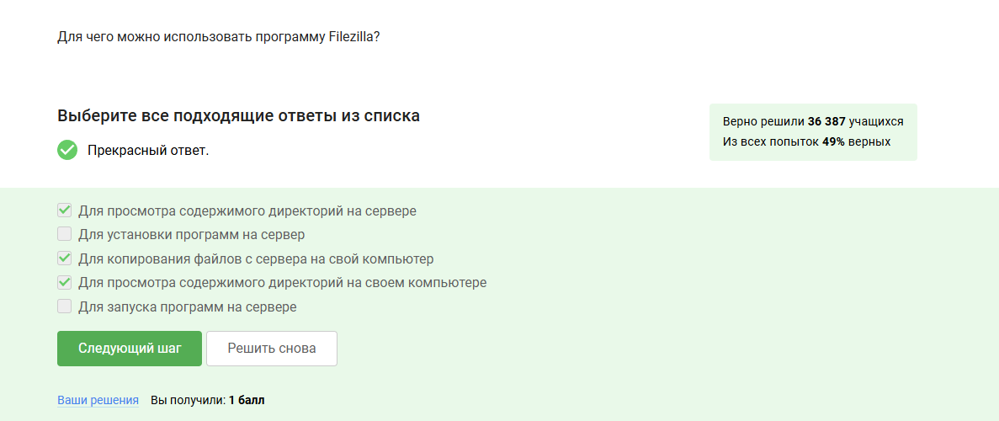 Для чего можно использовать программу Filezilla?
Выберите все подходящие ответы из списка
Прекрасный ответ.
Верно решили 36 387 учащихся
Из всех попыток 49% верных
Для просмотра содержимого директорий на сервере
Для установки программ на сервер
Для копирования файлов с сервера на свой компьютер
Для просмотра содержимого директорий на своем компьютере
Для запуска программ на сервере
Следующий шаг
Решить снова
Ваши решения Вы получили: 1 балл